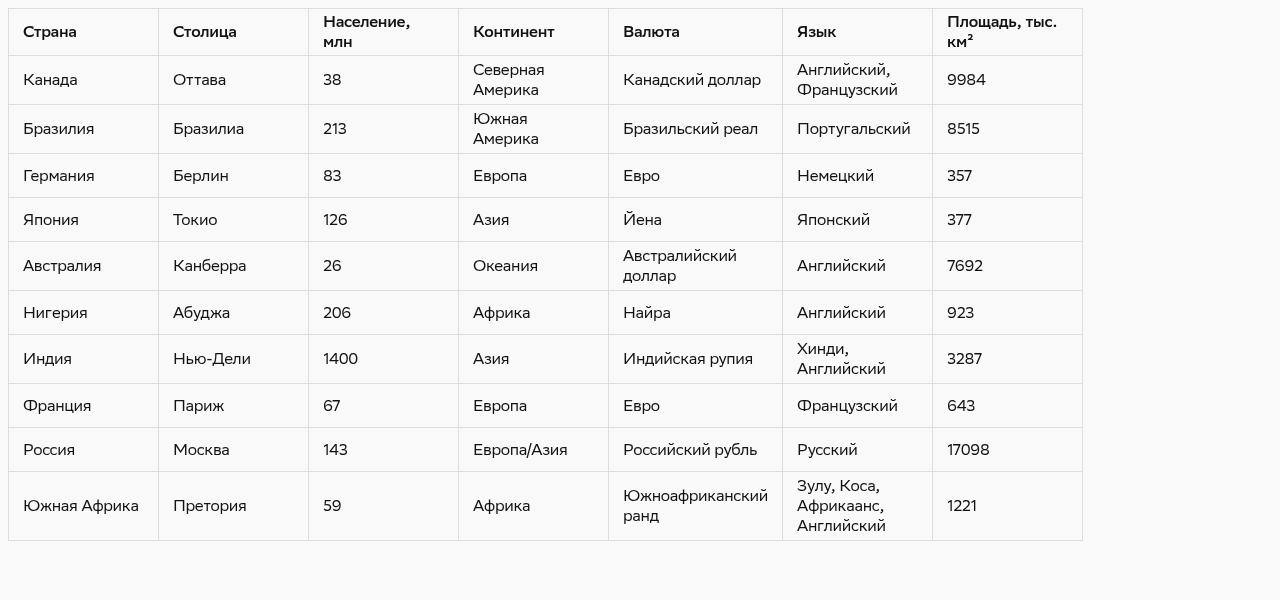 Страна Столица Население, млн Континент Валюта Язык Площадь, тыс. км²
Канада Оттава 38 Северная Америка Канадский доллар Английский, Французский 9984
Бразилия Бразилиа 213 Южная Америка Бразильский реал Португальский 8515
Германия Берлин 83 Европа Евро Немецкий 357
Япония Токио 126 Азия Йена Японский 377
Австралия Канберра 26 Океания Австралийский доллар Английский 7692
Нигерия Абуджа 206 Африка Найра Английский 923
Индия Нью-Дели 1400 Азия Индийская рупия Хинди, Английский 3287
Франция Париж 67 Европа Евро Французский 643
Россия Москва 143 Европа/Азия Российский рубль Русский 17098
Южная Африка Претория 59 Африка Южноафриканский ранд Зулу, Коса, Африкаанс, Английский 1221